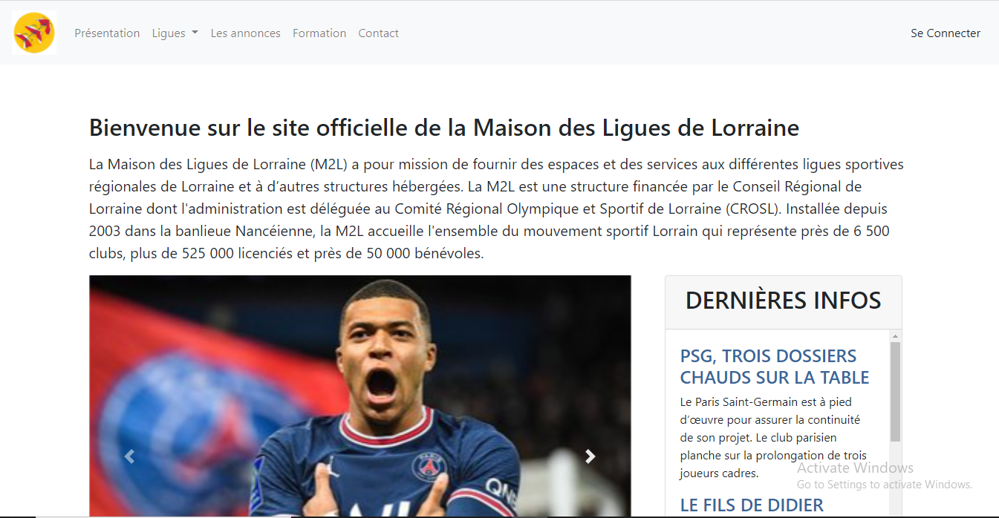 Présentation Ligues Les annonces Formation Contact Se Connecter
Bienvenue sur le site officielle de la Maison des Ligues de Lorraine
La Maison des Ligues de Lorraine (M2L) a pour mission de fournir des espaces et des services aux différentes ligues sportives
régionales de Lorraine et à d’autres structures hébergées. La M2L est une structure financée par le Conseil Régional de
Lorraine dont l'administration est déléguée au Comité Régional Olympique et Sportif de Lorraine (CROSL). Installée depuis
2003 dans la banlieue Nancéienne, la M2L accueille l'ensemble du mouvement sportif Lorrain qui représente près de 6 500
clubs, plus de 525 000 licenciés et près de 50 000 bénévoles.
PARIS
QN
DERNIÈRES INFOS
PSG, TROIS DOSSIERS
CHAUDS SUR LA TABLE
Le Paris Saint-Germain est à pied
d’œuvre pour assurer la continuité
de son projet. Le club parisien
planche sur la prolongation de trois
joueurs cadres.
LE FILS DE DIDIER
Activate Windows
Go to Settings to activate Windows.